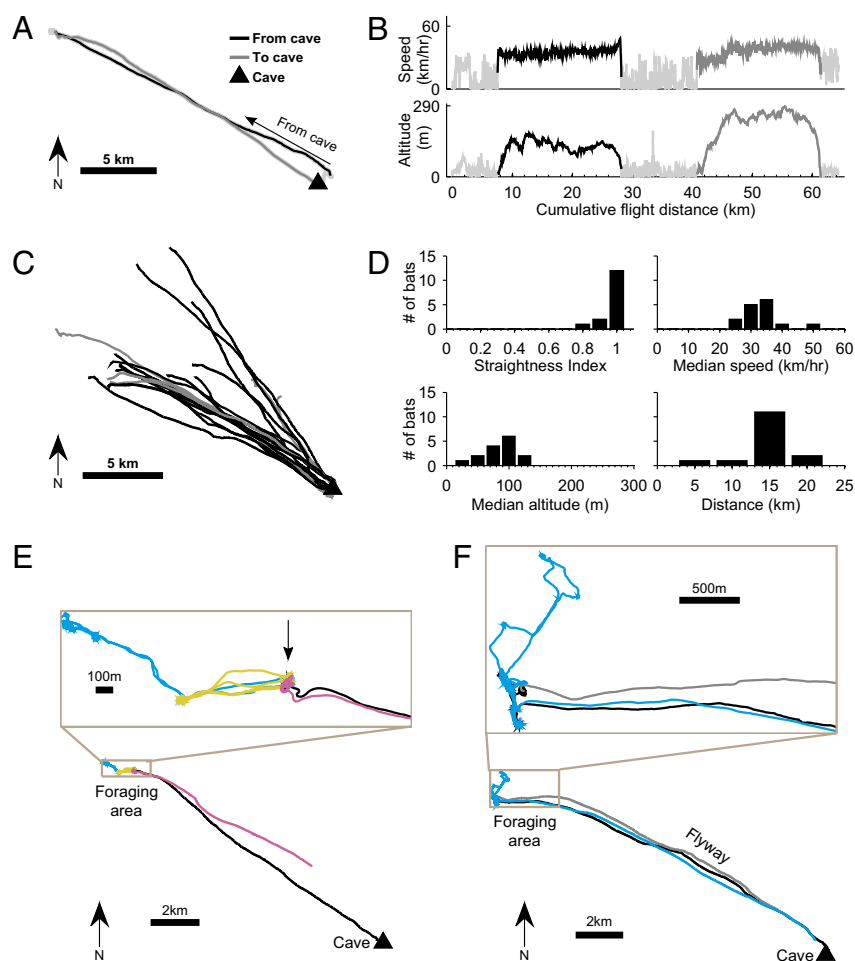 A
From cave
To cave
Cave
From cave
5 km
N
B
Speed
(km/hr)
60
0
Altitude
(m)
290
0
0 10 20 30 40 50 60
Cumulative flight distance (km)
C
5 km
N
D
# of bats
15
10
5
0
0 0.2 0.4 0.6 0.8 1
Straightness Index
15
10
5
0
0 10 20 30 40 50 60
Median speed (km/hr)
# of bats
15
10
5
0
100 200 300
Median altitude (m)
15
10
5
0
0 5 10 15 20 25
Distance (km)
E
100m
Foraging
area
2km
N
Cave
F
500m
Foraging
area
Flyway
2km
N
Cave